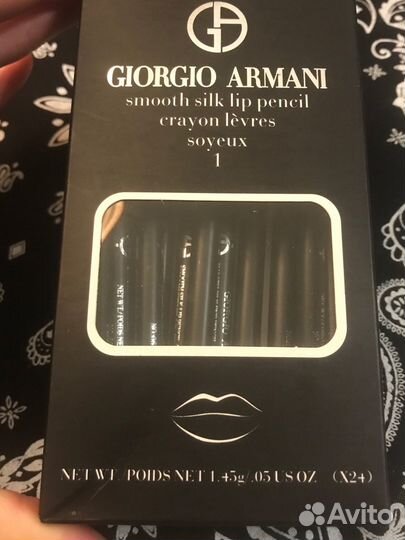 GIORGIO ARMANI
smooth silk lip pencil
crayon lèvres
soyeux
1
NET WT./POIDS NET 1.45g/.05 US OZ (X24)
Avito